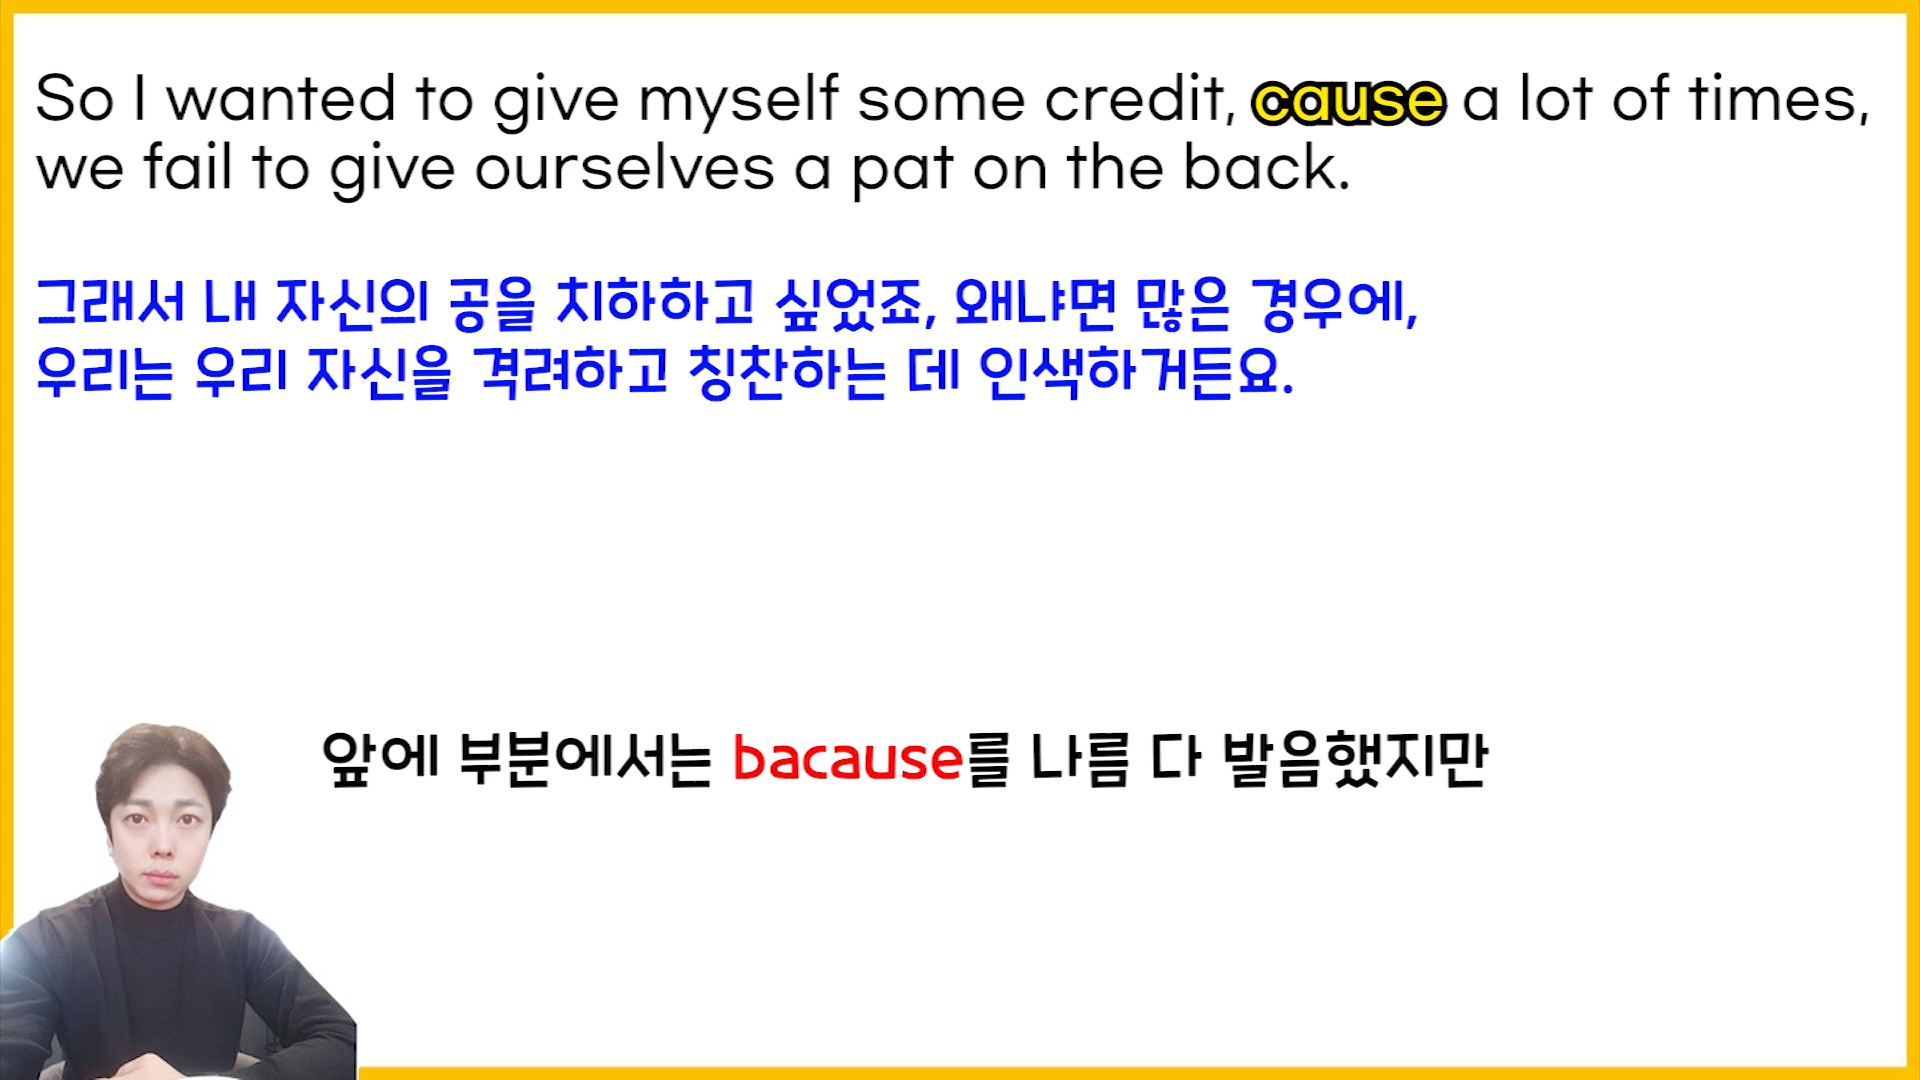 So I wanted to give myself some credit, cause a lot of times,
we fail to give ourselves a pat on the back.
그래서 내 자신의 공을 치하하고 싶었죠, 왜냐면 많은 경우에,
우리는 우리 자신을 격려하고 칭찬하는 데 인색하거든요.
앞에 부분에서는 bacause를 나름 다 발음했지만